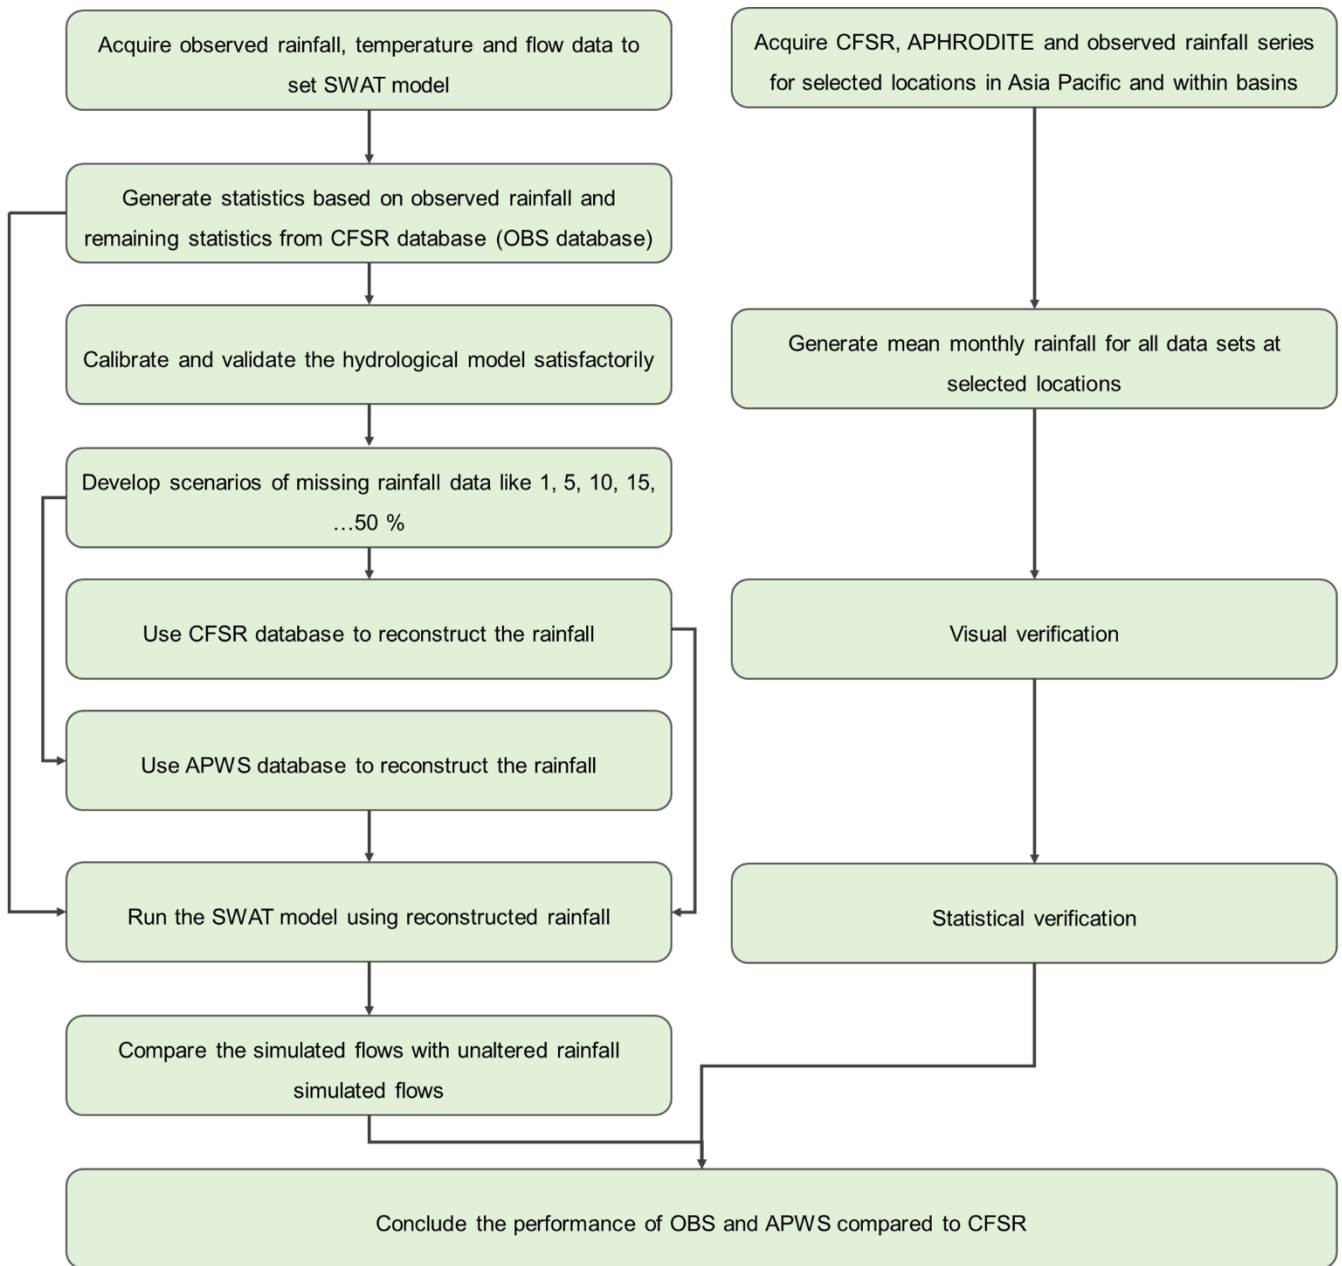 Acquire observed rainfall, temperature and flow data to
set SWAT model
Generate statistics based on observed rainfall and
remaining statistics from CFSR database (OBS database)
Calibrate and validate the hydrological model satisfactorily
Develop scenarios of missing rainfall data like 1, 5, 10, 15,
…50 %
Use CFSR database to reconstruct the rainfall
Use APWS database to reconstruct the rainfall
Run the SWAT model using reconstructed rainfall
Compare the simulated flows with unaltered rainfall
simulated flows
Acquire CFSR, APHRODITE and observed rainfall series
for selected locations in Asia Pacific and within basins
Generate mean monthly rainfall for all data sets at
selected locations
Visual verification
Statistical verification
Conclude the performance of OBS and APWS compared to CFSR